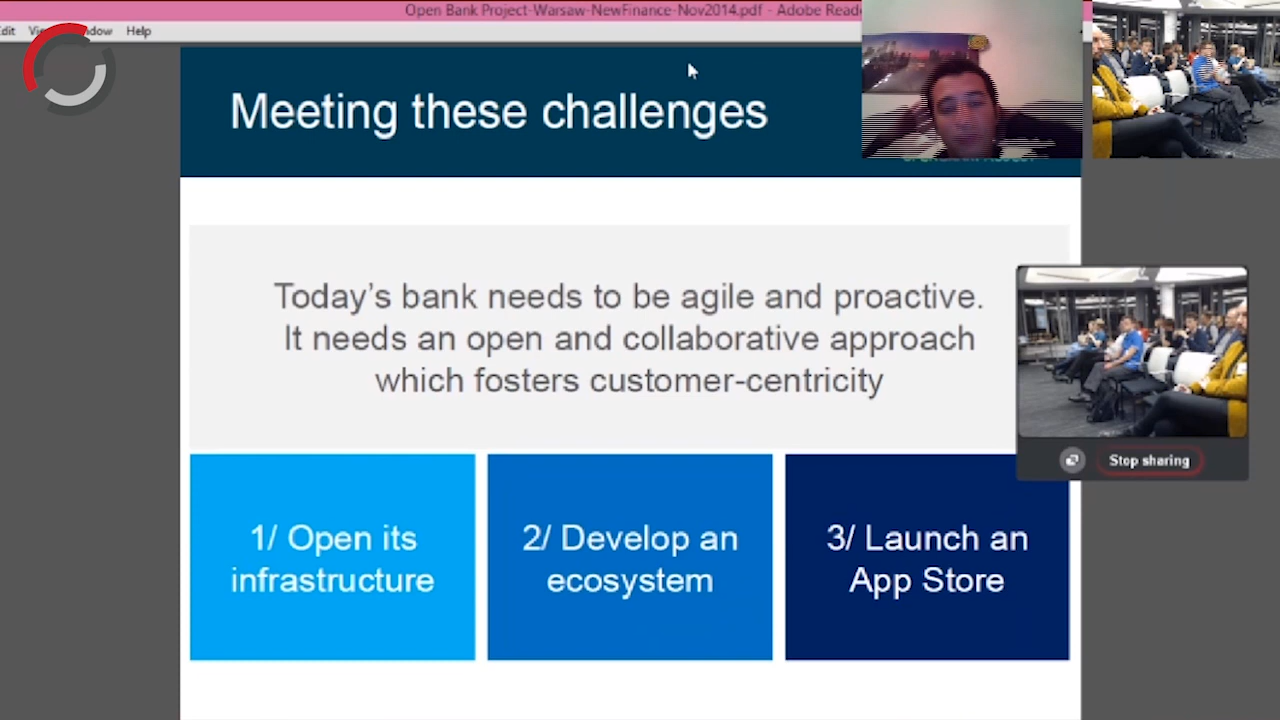 Open Bank Project-Warsaw-NewFinance-Nov2014.pdf - Adobe Reade
Help
Meeting these challenges
Today's bank needs to be agile and proactive.
It needs an open and collaborative approach
which fosters customer-centricity
Stop sharing
1/ Open its
infrastructure
2/ Develop an
ecosystem
3/ Launch an
App Store